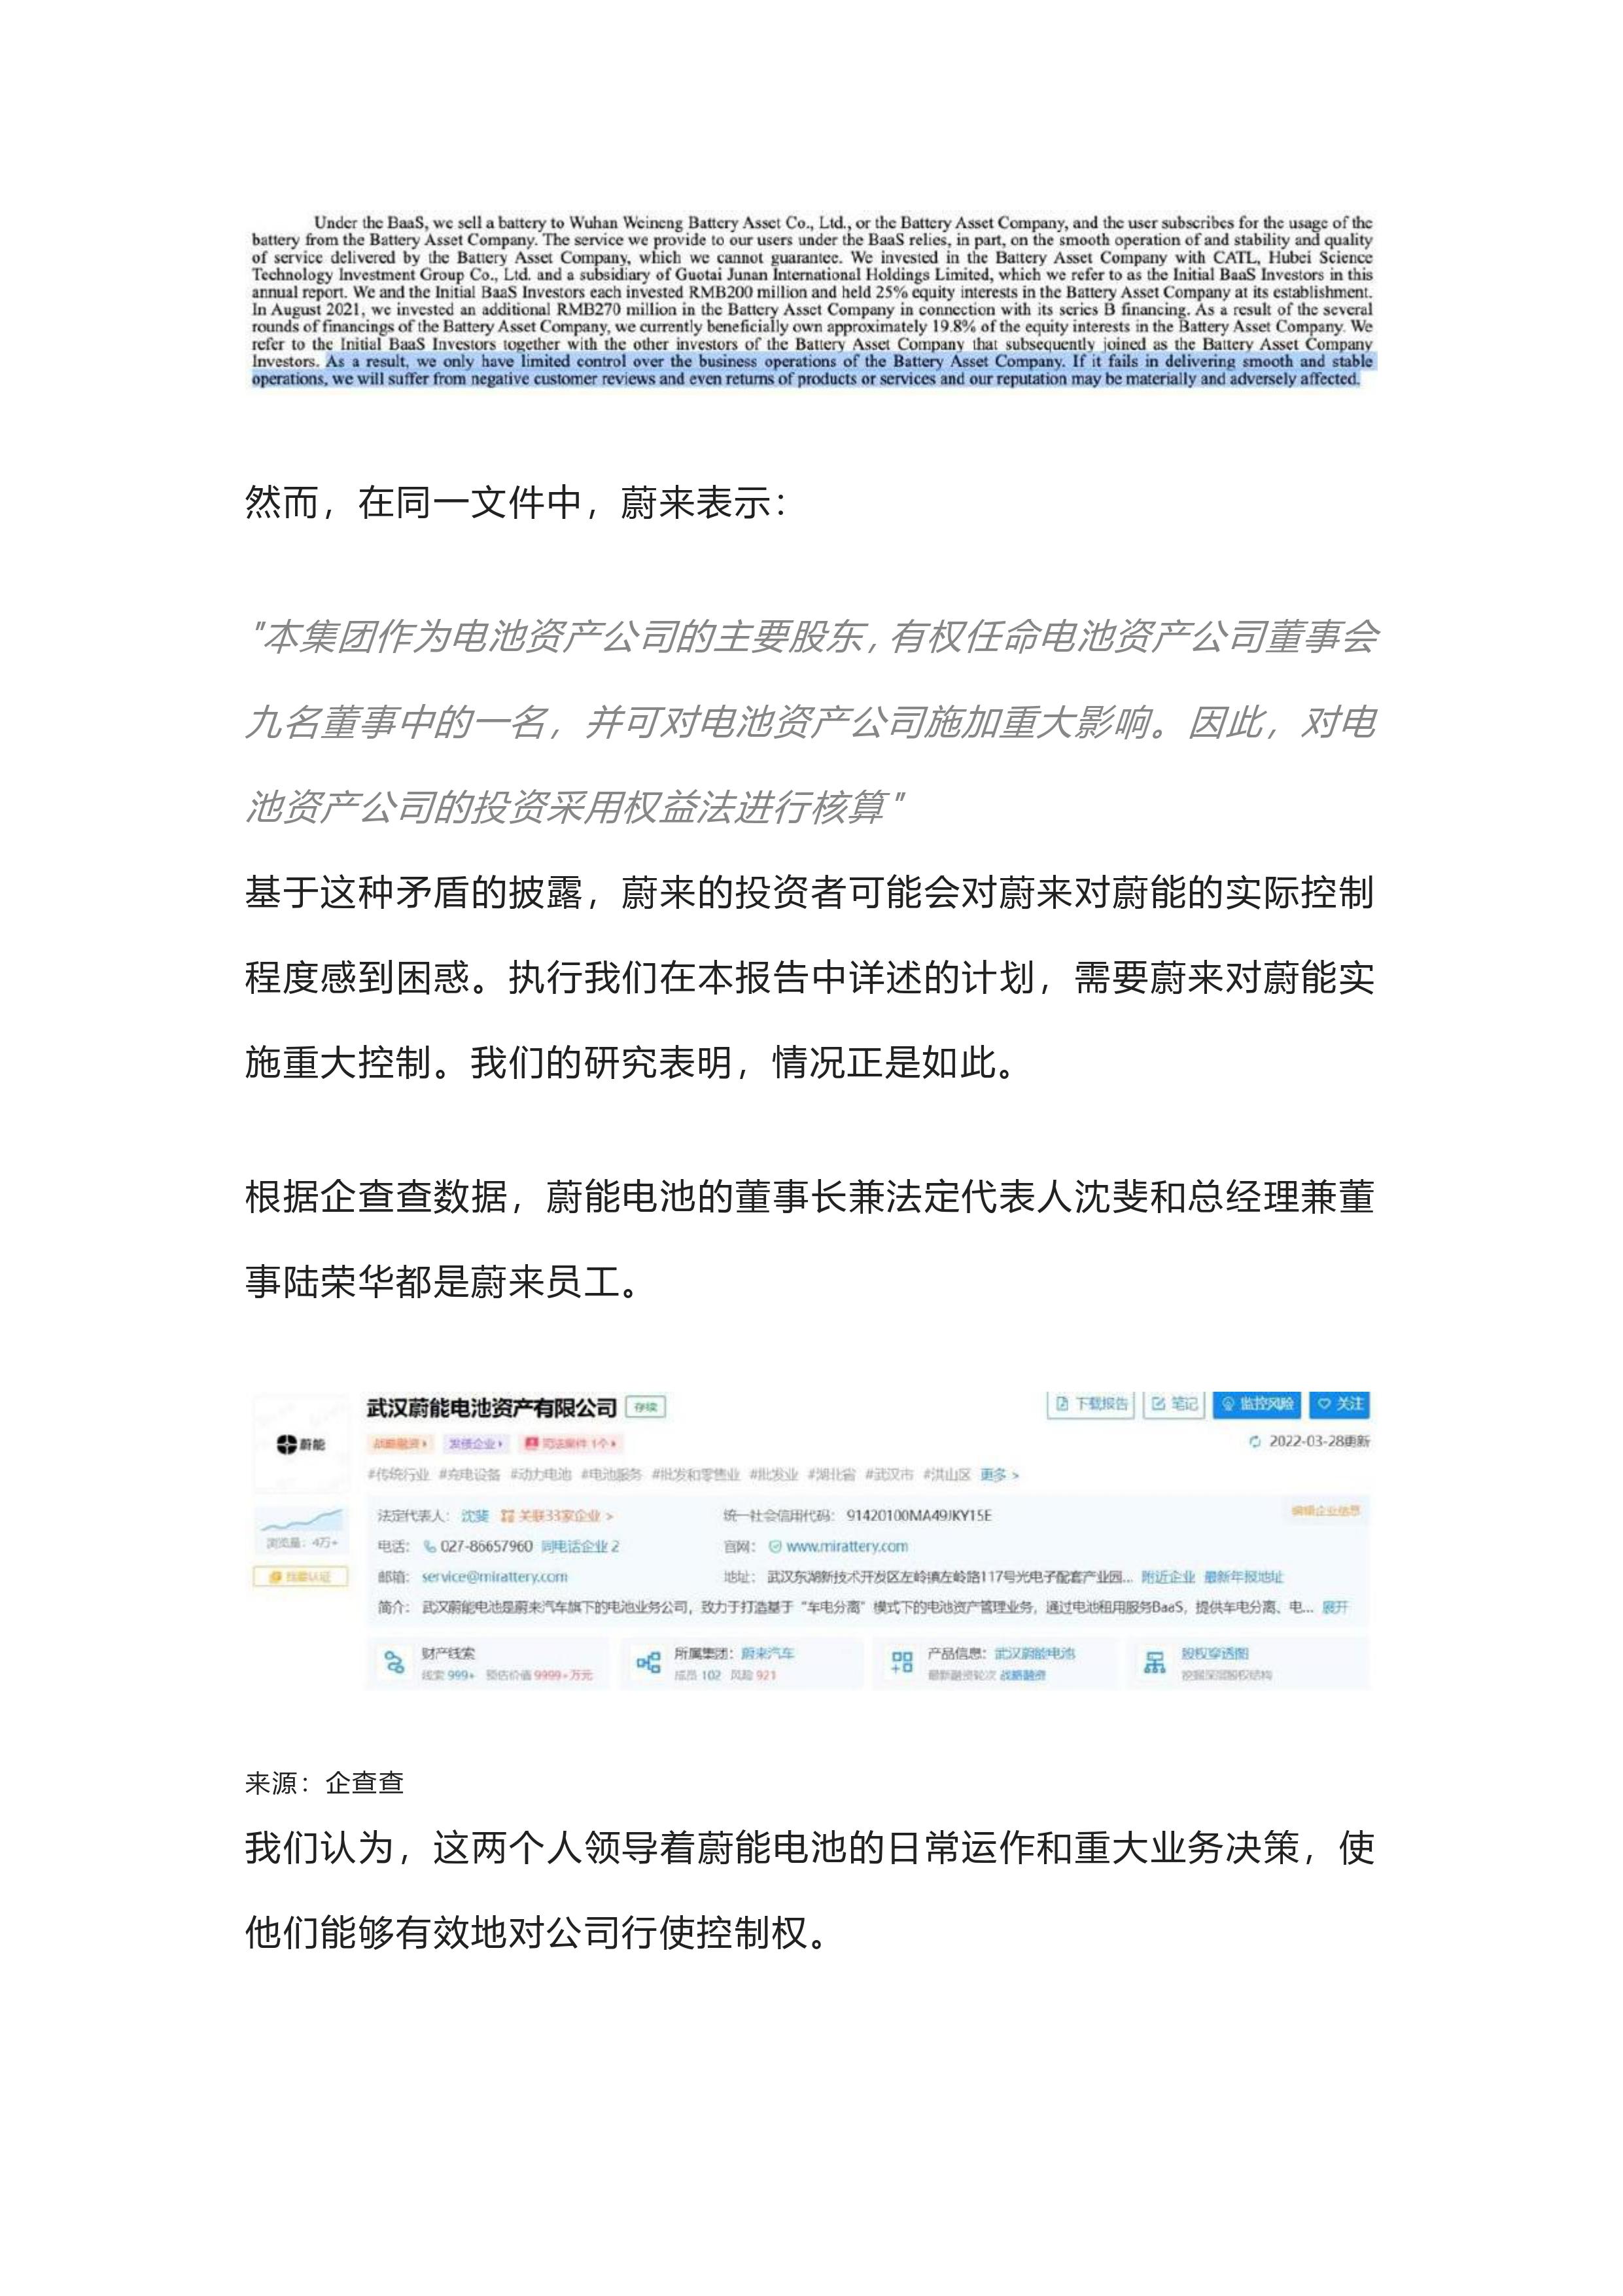 Under the BaaS, we sell a battery to Wuhan Weineng Battery Asset Co., Ltd., or the Battery Asset Company, and the user subscribes for the usage of the
battery from the Battery Asset Company. The service we provide to our users under the BaaS relies, in part, on the smooth operation of and stability and quality
of service delivered by the Battery Asset Company, which we cannot guarantee. We invested in the Battery Asset Company with CATL, Hubei Science
Technology Investment Group Co., Ltd. and a subsidiary of Guotai Junan International Holdings Limited, which we refer to as the Initial BaaS Investors in this
annual report. We and the Initial BaaS Investors each invested RMB200 million and held 25% equity interests in the Battery Asset Company at its establishment.
In August 2021, we invested an additional RMB270 million in the Battery Asset Company in connection with its series B financing. As a result of the several
rounds of financings of the Battery Asset Company, we currently beneficially own approximately 19.8% of the equity interests in the Battery Asset Company. We
refer to the Initial BaaS Investors together with the other investors of the Battery Asset Company that subsequently joined as the Battery Asset Company
Investors. As a result, we only have limited control over the business operations of the Battery Asset Company. If it fails in delivering smooth and stable
operations, we will suffer from negative customer reviews and even returns of products or services and our reputation may be materially and adversely affected.
然而，在同一文件中，蔚来表示：
"本集团作为电池资产公司的主要股东，有权任命电池资产公司董事会
九名董事中的一名，并可对电池资产公司施加重大影响。因此，对电
池资产公司的投资采用权益法进行核算"
基于这种矛盾的披露，蔚来的投资者可能会对蔚来对蔚能的实际控制
程度感到困惑。执行我们在本报告中详述的计划，需要蔚来对蔚能实
施重大控制。我们的研究表明，情况正是如此。
根据企查查数据，蔚能电池的董事长兼法定代表人沈斐和总经理兼董
事陆荣华都是蔚来员工。
武汉蔚能电池资产有限公司 存续 下载报告 笔记 监控风险 关注
蔚能 战略融资 发债企业 司法案件 1个 2022-03-28更新
#传统行业 #充电设备 #动力电池 #电池服务 #批发和零售业 #批发业 #湖北省 #武汉市 #洪山区 更多 >
法定代表人： 沈斐 关联33家企业 > 统一社会信用代码： 91420100MA49JKY15E 编辑企业信息
浏览量：4万+ 电话： 027-86657960 同电话企业 2 官网： www.mirattery.com
我要认证 邮箱： service@mirattery.com 地址： 武汉东湖新技术开发区左岭镇左岭路117号光电子配套产业园... 附近企业 最新年报地址
简介： 武汉蔚能电池是蔚来汽车旗下的电池业务公司，致力于打造基于“车电分离”模式下的电池资产管理业务，通过电池租用服务BaaS，提供车电分离、电... 展开
财产线索 所属集团：蔚来汽车 产品信息：武汉蔚能电池 股权穿透图
线索 999+ 预估价值 9999+万元 成员 102 风险 921 最新融资轮次 战略融资 挖掘深层股权结构
来源：企查查
我们认为，这两个人领导着蔚能电池的日常运作和重大业务决策，使
他们能够有效地对公司行使控制权。